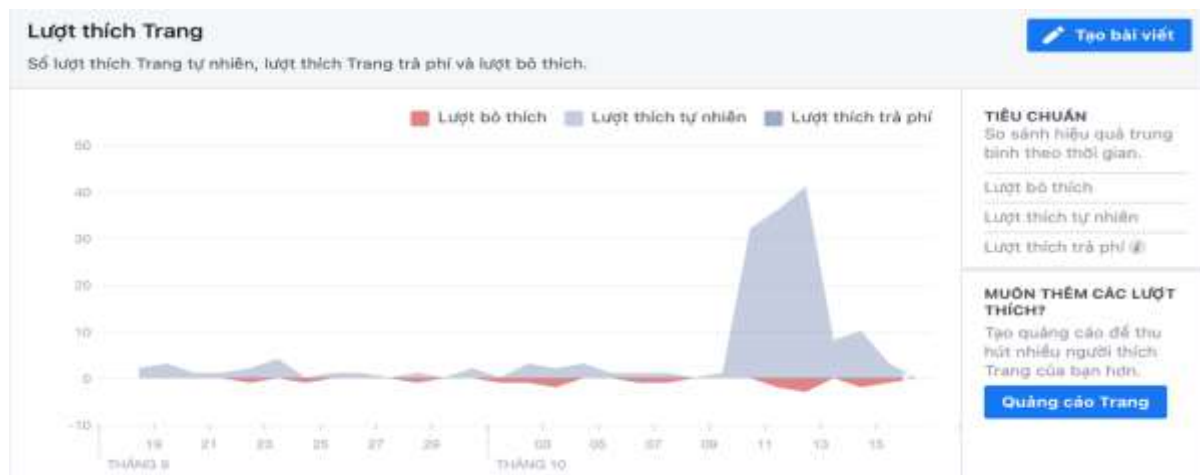 Lượt thích Trang
Tạo bài viết
Số lượt thích Trang tự nhiên, lượt thích Trang trả phí và lượt bỏ thích.
Lượt bỏ thích Lượt thích tự nhiên Lượt thích trả phí
50
40
30
20
10
0
-10
19 21 23 25 27 29 03 05 07 09 11 13 15
THÁNG 9 THÁNG 10
TIÊU CHUẨN
So sánh hiệu quả trung
bình theo thời gian.
Lượt bỏ thích
Lượt thích tự nhiên
Lượt thích trả phí
MUỐN THÊM CÁC LƯỢT
THÍCH?
Tạo quảng cáo để thu
hút nhiều người thích
Trang của bạn hơn.
Quảng cáo Trang